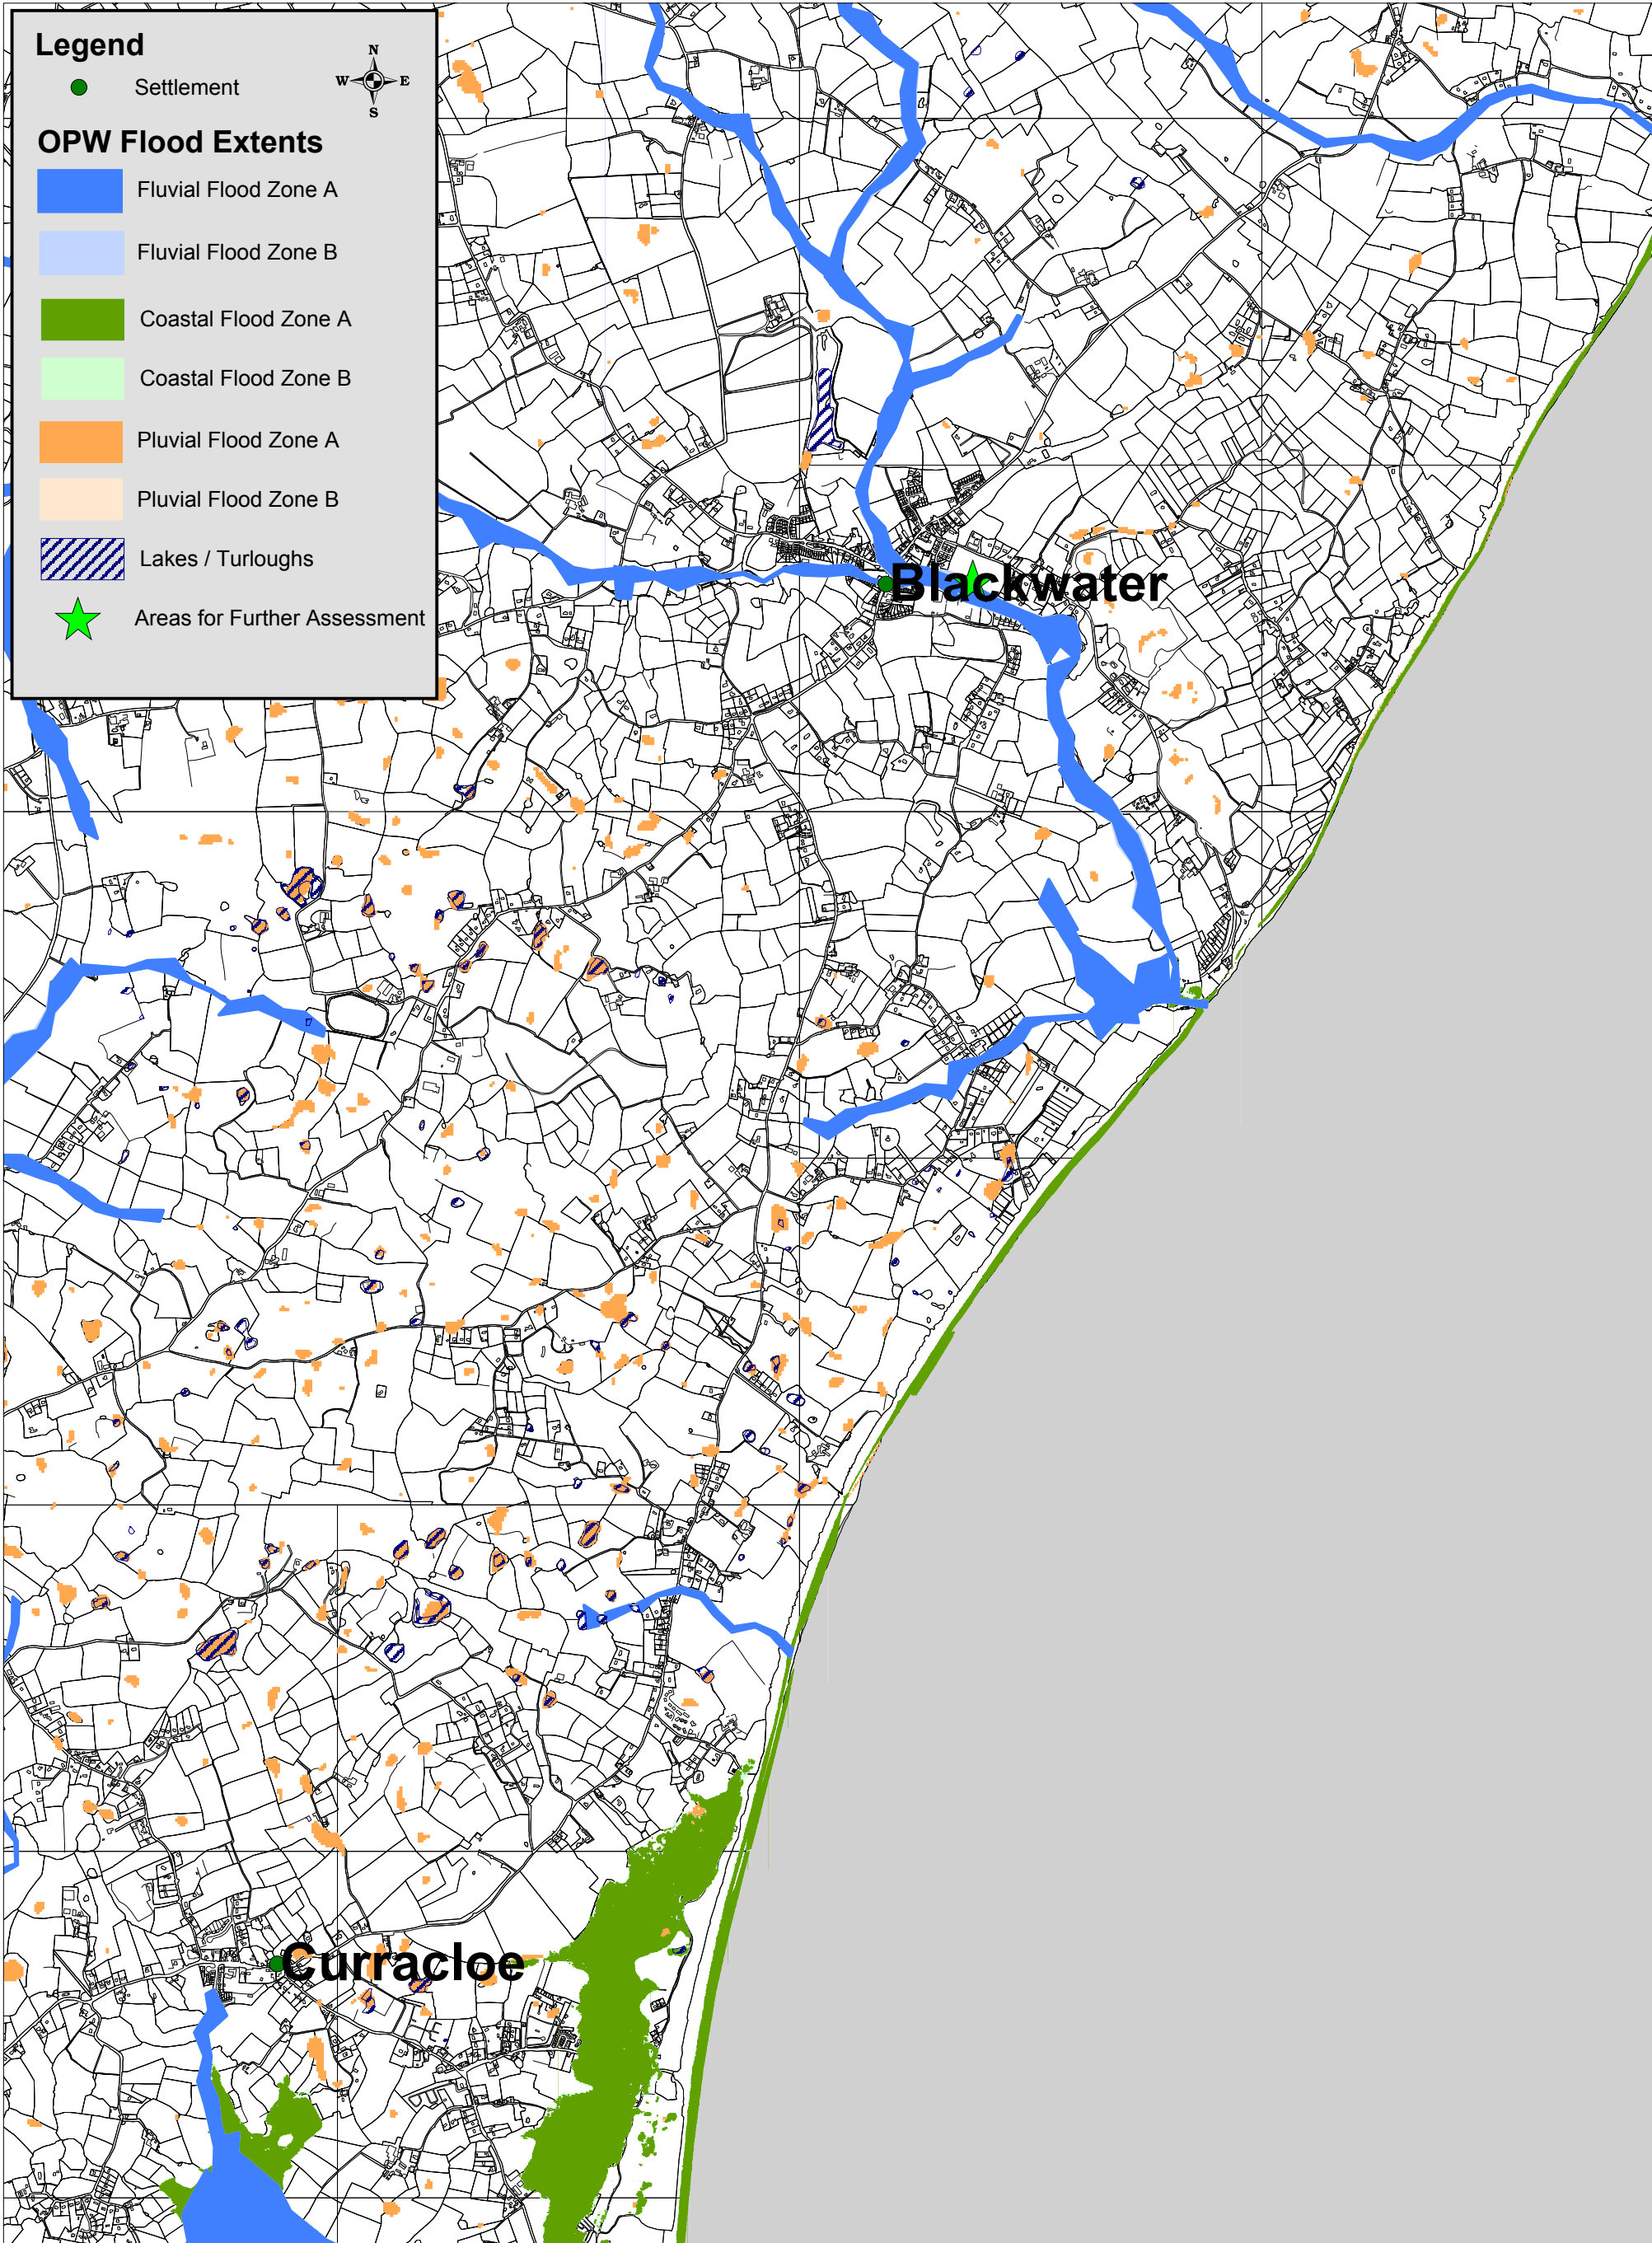 Legend
N
W E
S
Settlement
OPW Flood Extents
Fluvial Flood Zone A
Fluvial Flood Zone B
Coastal Flood Zone A
Coastal Flood Zone B
Pluvial Flood Zone A
Pluvial Flood Zone B
Lakes / Turloughs
Areas for Further Assessment
Blackwater
Curracloe